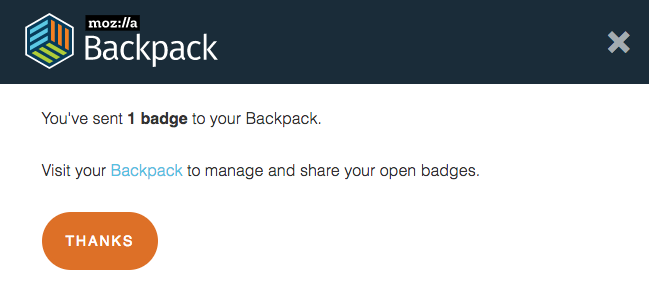 moz://a
Backpack
You've sent 1 badge to your Backpack.
Visit your Backpack to manage and share your open badges.
THANKS